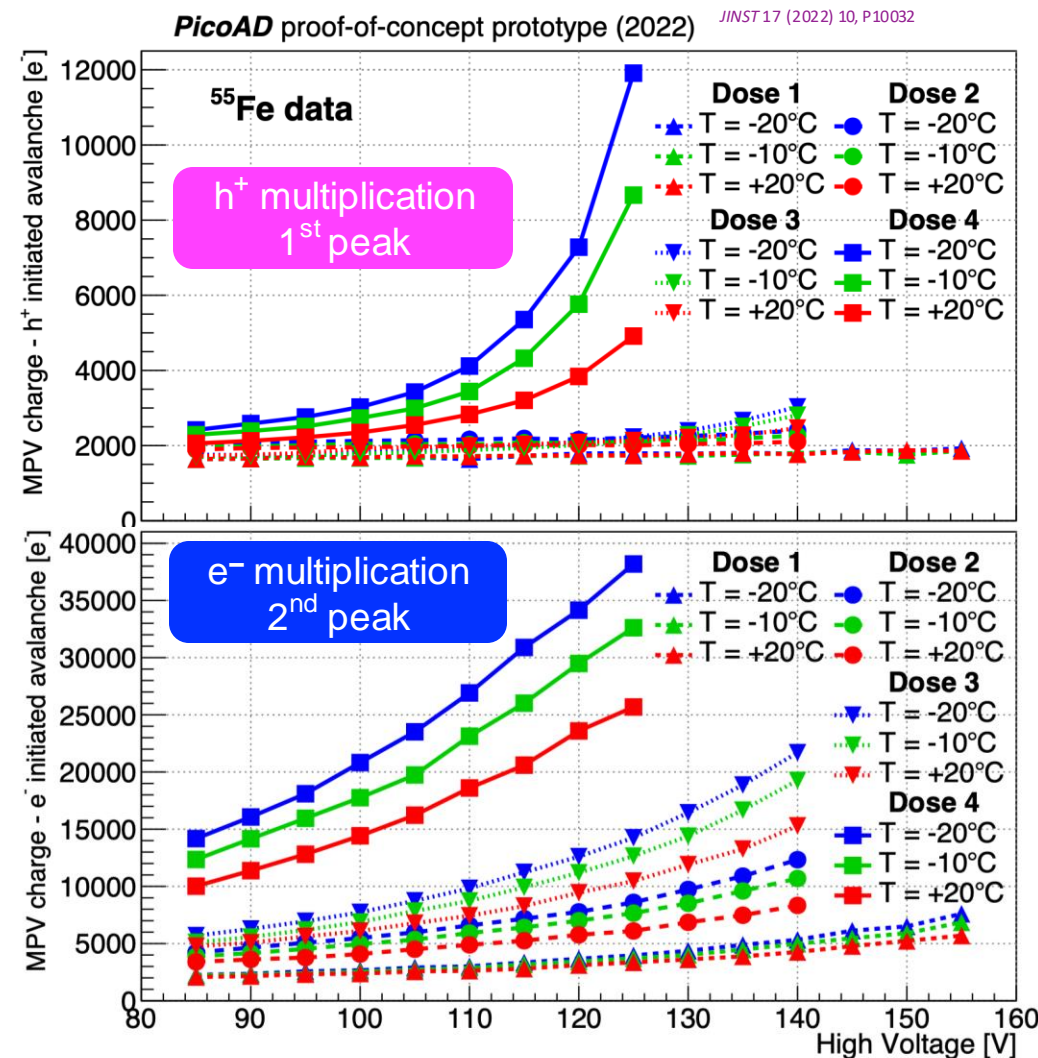 PicoAD proof-of-concept prototype (2022)
JINST 17 (2022) 10, P10032
MPV charge - h⁺ initiated avalanche [e⁻]
12000
10000
8000
6000
4000
2000
0
⁵⁵Fe data
h⁺ multiplication
1ˢᵗ peak
Dose 1 Dose 2
T = -20°C T = -20°C
T = -10°C T = -10°C
T = +20°C T = +20°C
Dose 3 Dose 4
T = -20°C T = -20°C
T = -10°C T = -10°C
T = +20°C T = +20°C
MPV charge - e⁻ initiated avalanche [e⁻]
40000
35000
30000
25000
20000
15000
10000
5000
0
e⁻ multiplication
2ⁿᵈ peak
Dose 1 Dose 2
T = -20°C T = -20°C
T = -10°C T = -10°C
T = +20°C T = +20°C
Dose 3
T = -20°C
T = -10°C
T = +20°C
Dose 4
T = -20°C
T = -10°C
T = +20°C
80 90 100 110 120 130 140 150 160
High Voltage [V]